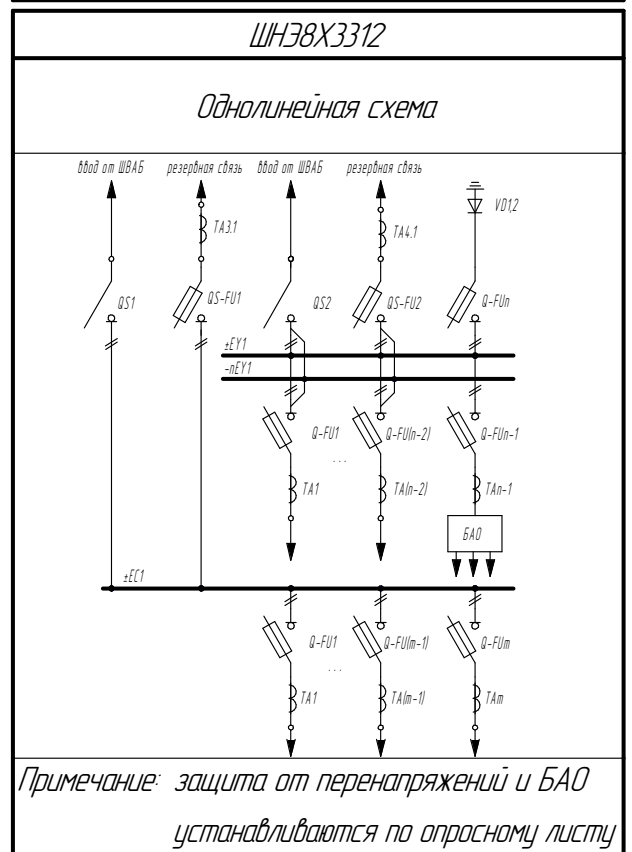 ШНЭ8Х3312
Однолинейная схема
ввод от ШВАБ резервная связь ввод от ШВАБ резервная связь
VD1,2
TA3.1 TA4.1
QS1 QS-FU1 QS2 QS-FU2 Q-FUn
±EY1
-nEY1
Q-FU1 Q-FU(n-2) Q-FUn-1
...
TA1 TA(n-2) TAn-1
БАО
±EC1
Q-FU1 Q-FU(m-1) Q-FUm
...
TA1 TA(m-1) TAm
Примечание: защита от перенапряжений и БАО
устанавливаются по опросному листу